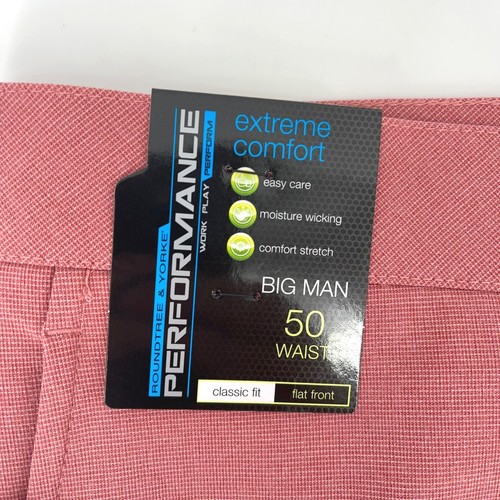 ROUNDTREE & YORKE
PERFORMANCE
WORK PLAY PERFORM
extreme
comfort
easy care
moisture wicking
comfort stretch
BIG MAN
50
WAIST
classic fit
flat front